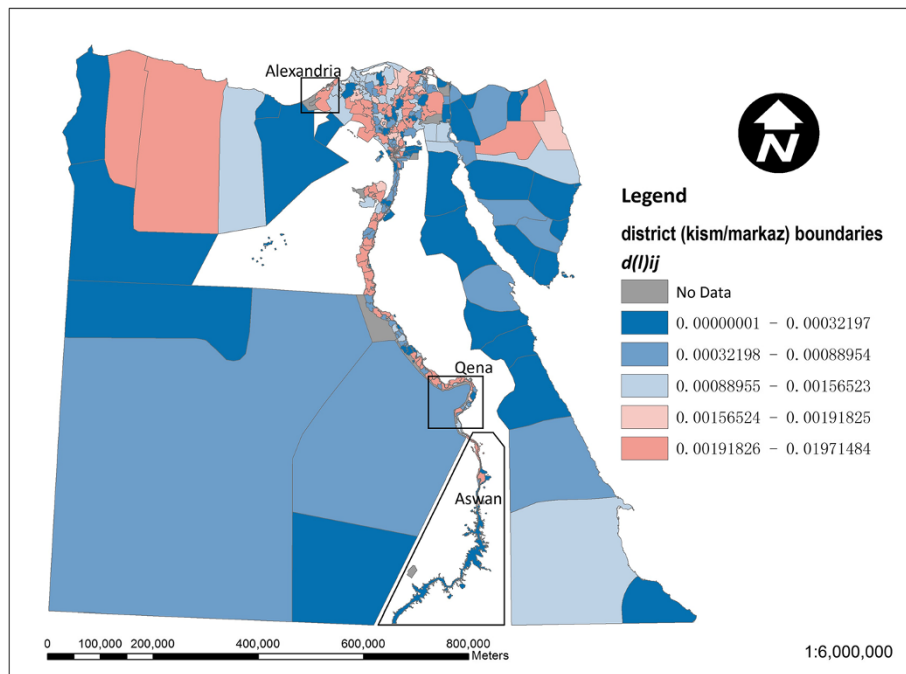 Alexandria
N
Legend
district (kism/markaz) boundaries
d(l)ij
No Data
0.00000001 - 0.00032197
0.00032198 - 0.00088954
0.00088955 - 0.00156523
0.00156524 - 0.00191825
0.00191826 - 0.01971484
Qena
Aswan
0 100,000 200,000 400,000 600,000 800,000
Meters
1:6,000,000